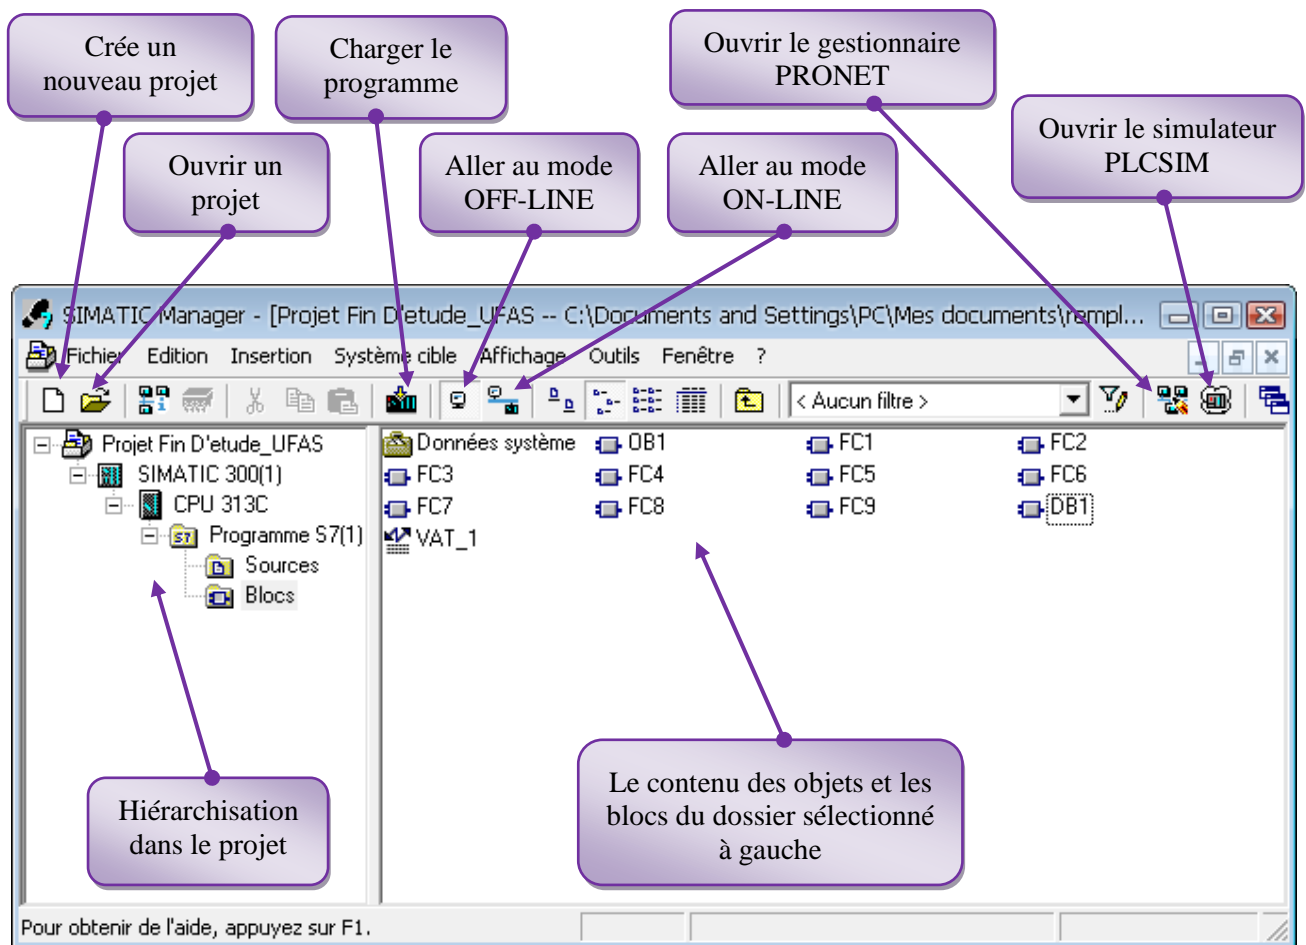 Crée un
nouveau projet
Charger le
programme
Ouvrir le gestionnaire
PRONET
Ouvrir le simulateur
PLCSIM
Ouvrir un
projet
Aller au mode
OFF-LINE
Aller au mode
ON-LINE
SIMATIC Manager - [Projet Fin D'etude_UFAS -- C:\Documents and Settings\PC\Mes documents\rempl...
Fichier Edition Insertion Système cible Affichage Outils Fenêtre ?
< Aucun filtre >
Projet Fin D'etude_UFAS
SIMATIC 300(1)
CPU 313C
Programme S7(1)
Sources
Blocs
Données système OB1 FC1 FC2
FC3 FC4 FC5 FC6
FC7 FC8 FC9 DB1
VAT_1
Hiérarchisation
dans le projet
Le contenu des objets et les
blocs du dossier sélectionné
à gauche
Pour obtenir de l'aide, appuyez sur F1.